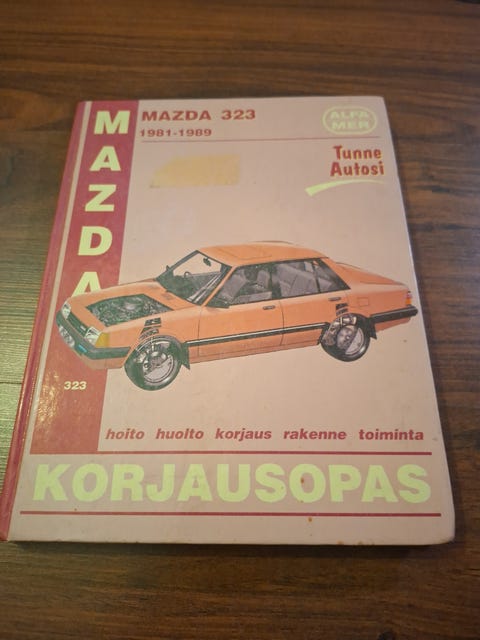 MAZDA
MAZDA 323
1981-1989
ALFA
MER
Tunne
Autosi
323
hoito huolto korjaus rakenne toiminta
KORJAUSOPAS